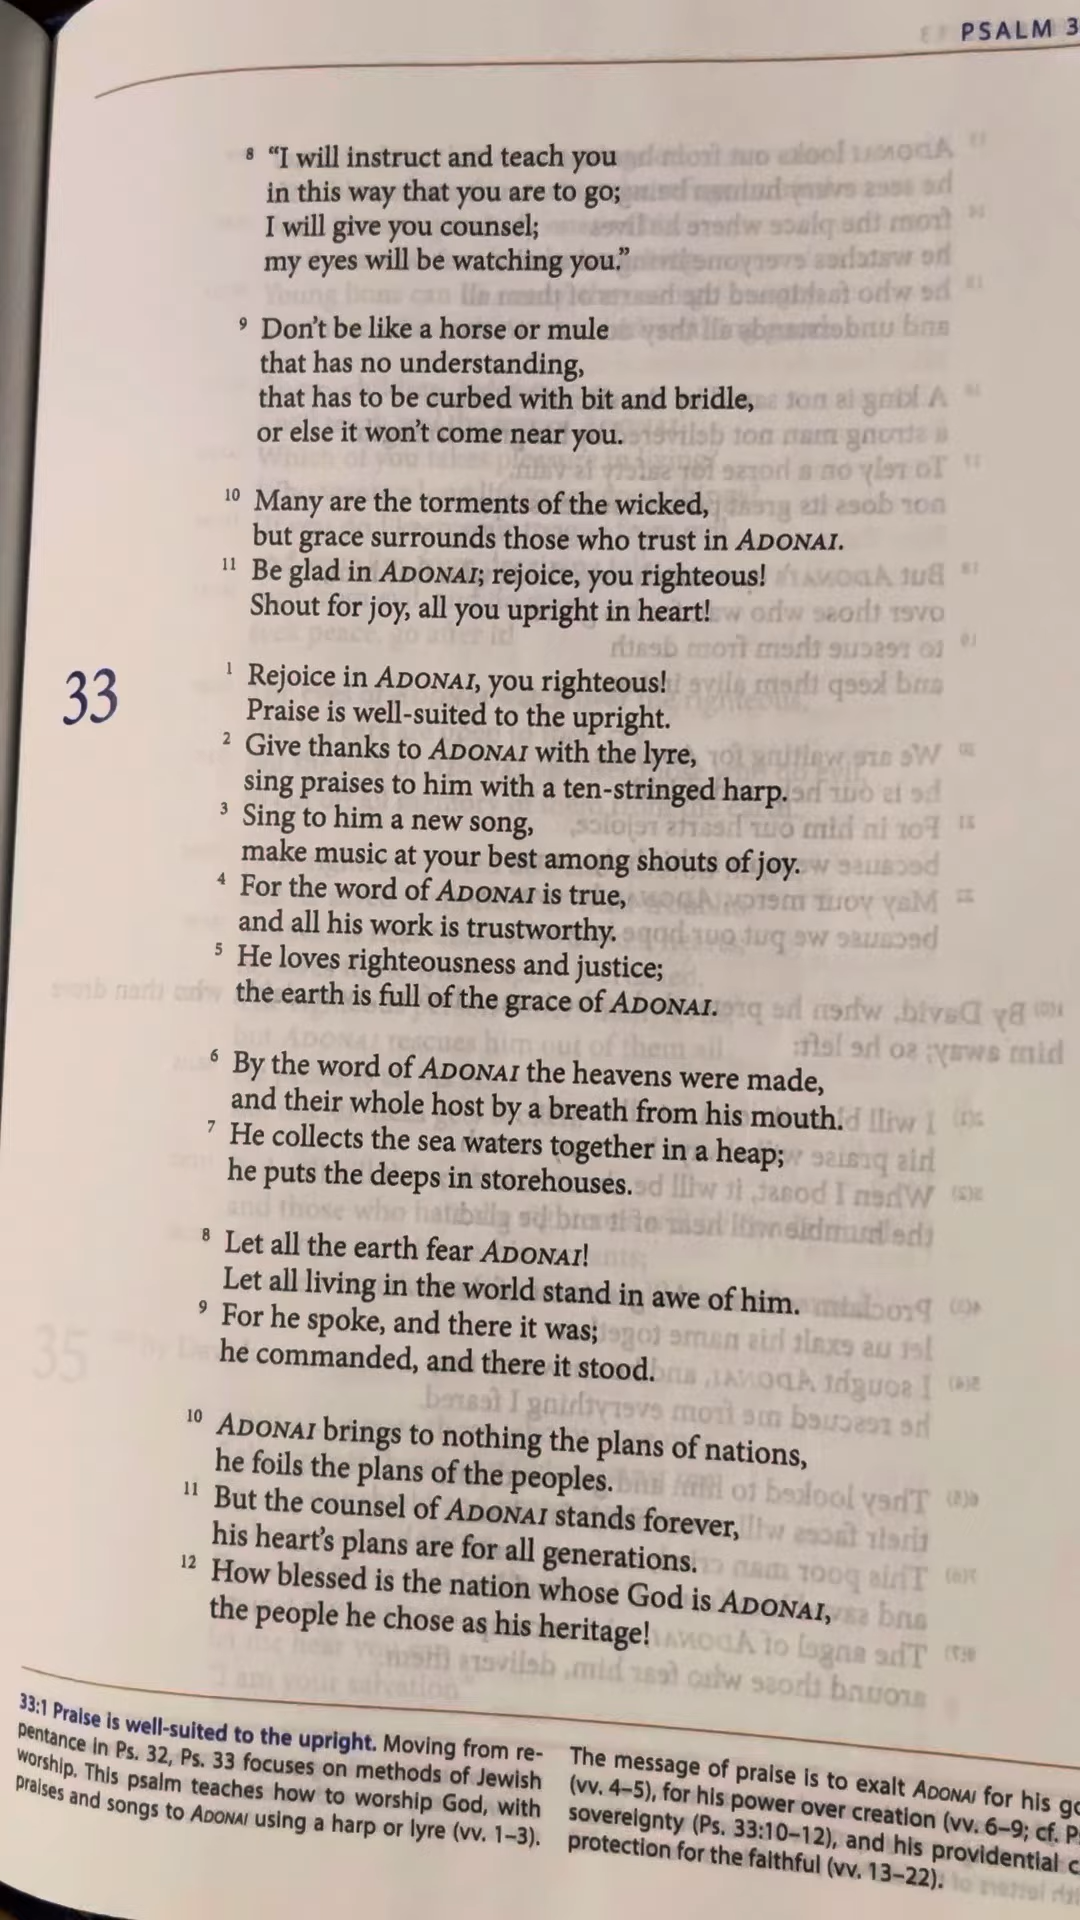 PSALM 3
8 “I will instruct and teach you
in this way that you are to go;
I will give you counsel;
my eyes will be watching you.”
9 Don’t be like a horse or mule
that has no understanding,
that has to be curbed with bit and bridle,
or else it won’t come near you.
10 Many are the torments of the wicked,
but grace surrounds those who trust in ADONAI.
11 Be glad in ADONAI; rejoice, you righteous!
Shout for joy, all you upright in heart!
33 1 Rejoice in ADONAI, you righteous!
Praise is well-suited to the upright.
2 Give thanks to ADONAI with the lyre,
sing praises to him with a ten-stringed harp.
3 Sing to him a new song,
make music at your best among shouts of joy.
4 For the word of ADONAI is true,
and all his work is trustworthy.
5 He loves righteousness and justice;
the earth is full of the grace of ADONAI.
6 By the word of ADONAI the heavens were made,
and their whole host by a breath from his mouth.
7 He collects the sea waters together in a heap;
he puts the deeps in storehouses.
8 Let all the earth fear ADONAI!
Let all living in the world stand in awe of him.
9 For he spoke, and there it was;
he commanded, and there it stood.
10 ADONAI brings to nothing the plans of nations,
he foils the plans of the peoples.
11 But the counsel of ADONAI stands forever,
his heart’s plans are for all generations.
12 How blessed is the nation whose God is ADONAI,
the people he chose as his heritage!
33:1 Praise is well-suited to the upright. Moving from re-
pentance in Ps. 32, Ps. 33 focuses on methods of Jewish
worship. This psalm teaches how to worship God, with
praises and songs to ADONAI using a harp or lyre (vv. 1–3).
The message of praise is to exalt ADONAI for his
(vv. 4–5), for his power over creation (vv. 6–9; cf.
sovereignty (Ps. 33:10–12), and his providential
protection for the faithful (vv. 13–22).